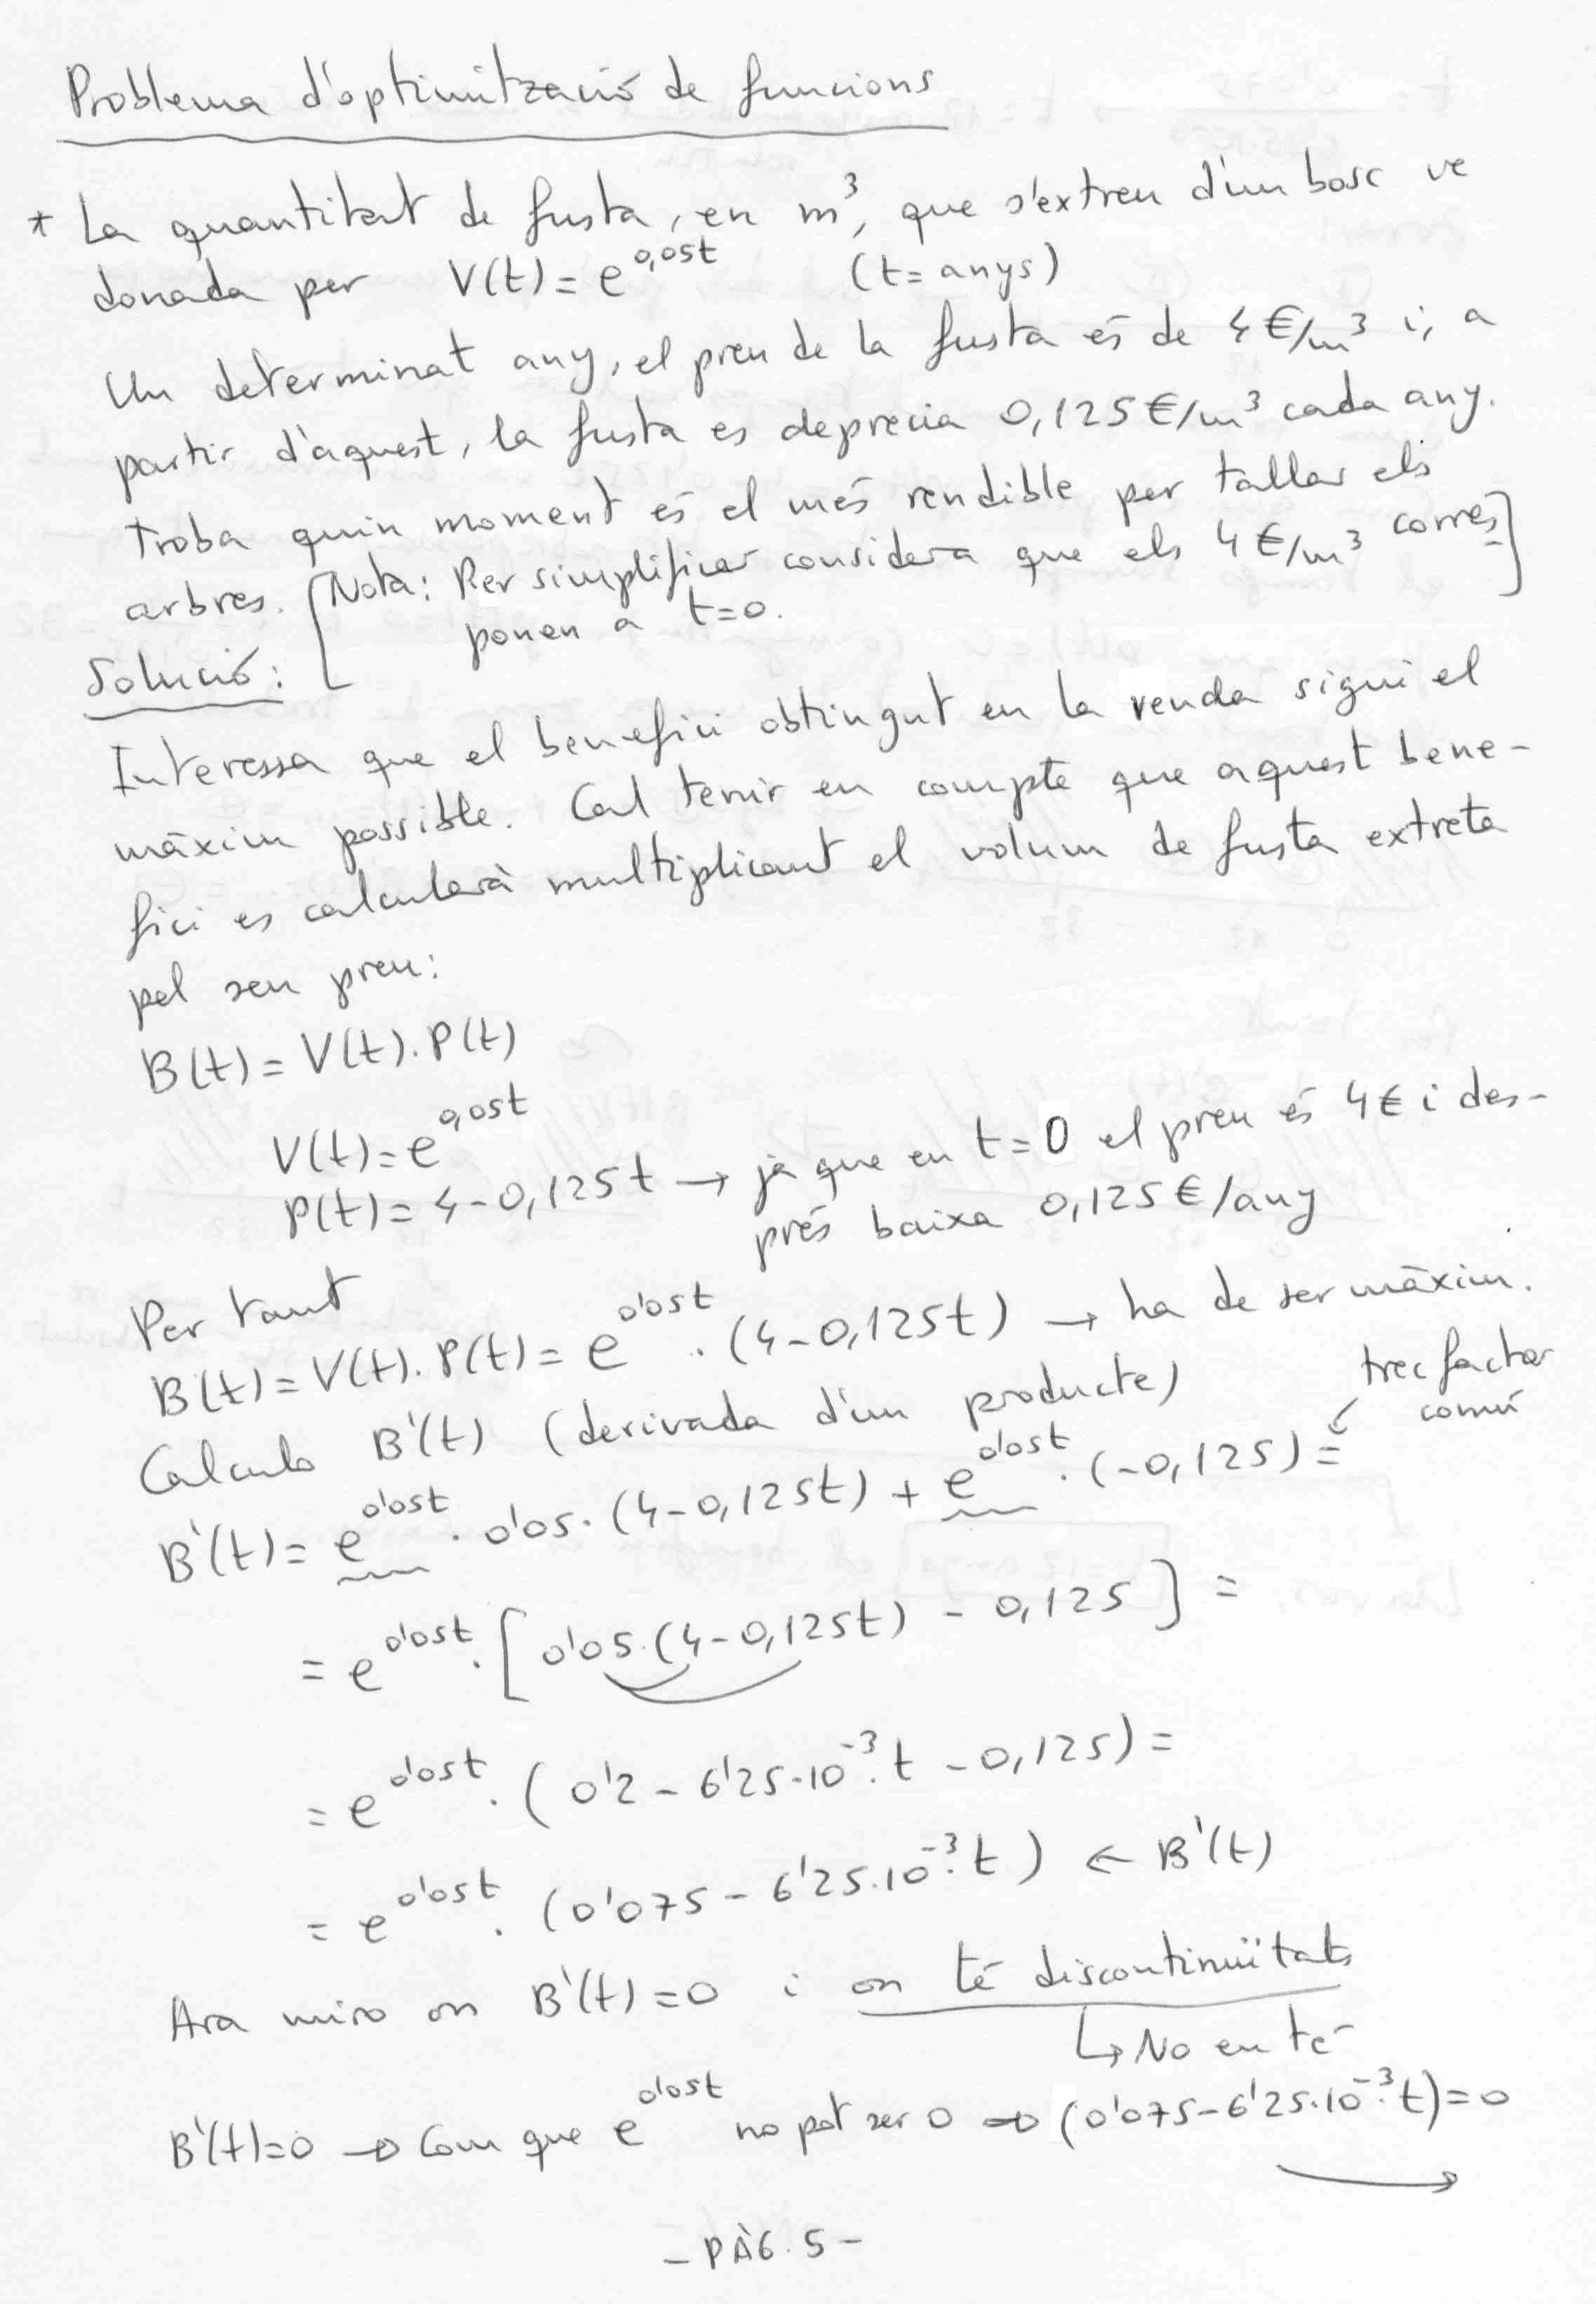 Problema d'optimització de funcions
* La quantitat de fusta, en m³, que s'extreu d'un bosc ve
donada per V(t) = e^0,05t (t = anys)
Un determinat any, el preu de la fusta és de 4 €/m³ i, a
partir d'aquest, la fusta es deprecia 0,125 €/m³ cada any.
Troba quin moment és el més rendible per tallar els
arbres. [Nota: Per simplificar considera que els 4 €/m³ corres
ponen a t=0.]
Solució:
Interessa que el benefici obtingut en la venda sigui el
màxim possible. Cal tenir en compte que aquest bene-
fici es calcularà multiplicant el volum de fusta extreta
pel seu preu:
B(t) = V(t) · P(t)
V(t) = e^0,05t
P(t) = 4 - 0,125t → ja que en t=0 el preu és 4 € i des-
prés baixa 0,125 €/any
Per tant
B(t) = V(t) · P(t) = e^0'05t · (4 - 0,125t) → ha de ser màxim.
Calculo B'(t) (derivada d'un producte)
trec factor
comú
B'(t) = e^0'05t · 0'05 · (4 - 0,125t) + e^0'05t · (-0,125) =
= e^0'05t · [0'05 · (4 - 0,125t) - 0,125] =
= e^0'05t · (0'2 - 6'25·10^-3 · t - 0,125) =
= e^0'05t · (0'075 - 6'25·10^-3 · t) ← B'(t)
Ara miro on B'(t) = 0 i on té discontinuïtats
↳ No en té
B'(t)=0 → Com que e^0'05t no pot ser 0 → (0'075 - 6'25·10^-3 · t) = 0
→
- PÀG. 5 -